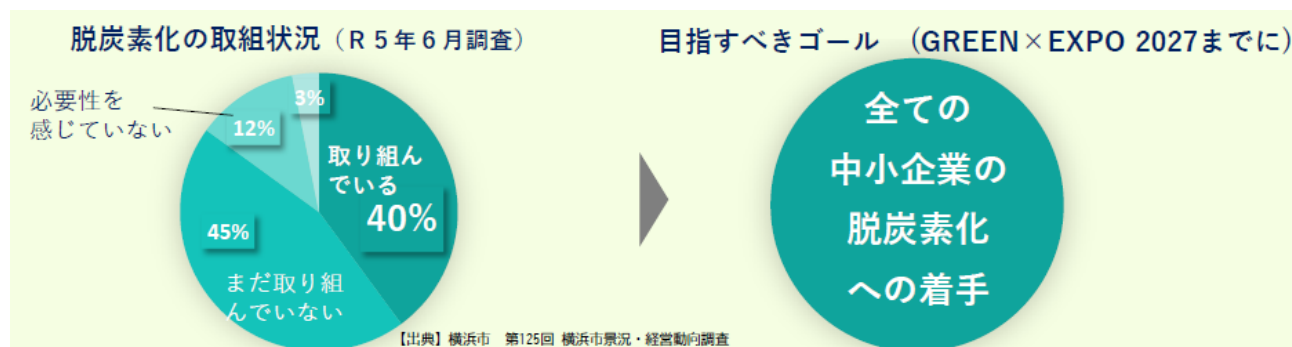 脱炭素化の取組状況（R5年6月調査）
目指すべきゴール （GREEN×EXPO 2027までに）
必要性を
感じていない
3%
12%
取り組ん
でいる
40%
45%
まだ取り組
んでいない
全ての
中小企業の
脱炭素化
への着手
【出典】横浜市 第125回 横浜市景況・経営動向調査